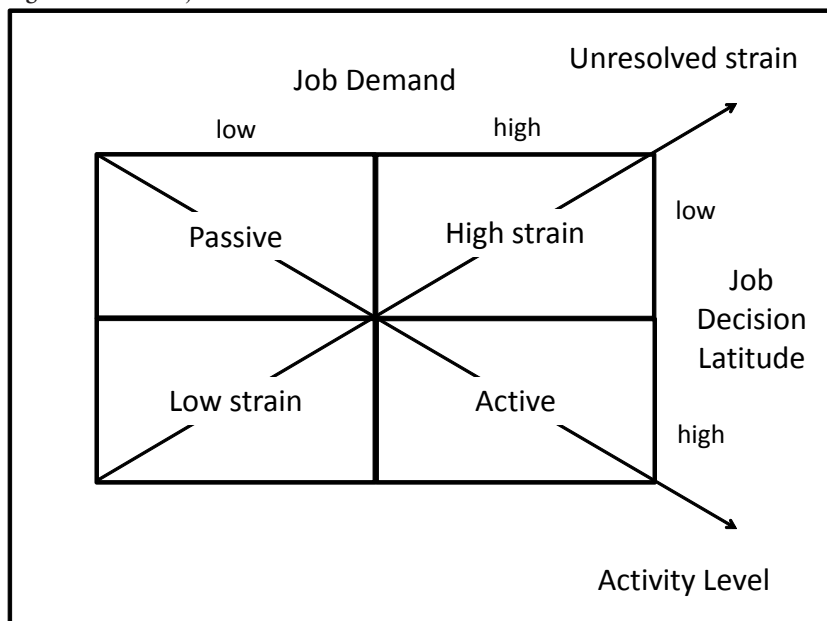 Unresolved strain
Job Demand
low
high
low
Passive
High strain
Job
Decision
Latitude
Low strain
Active
high
Activity Level